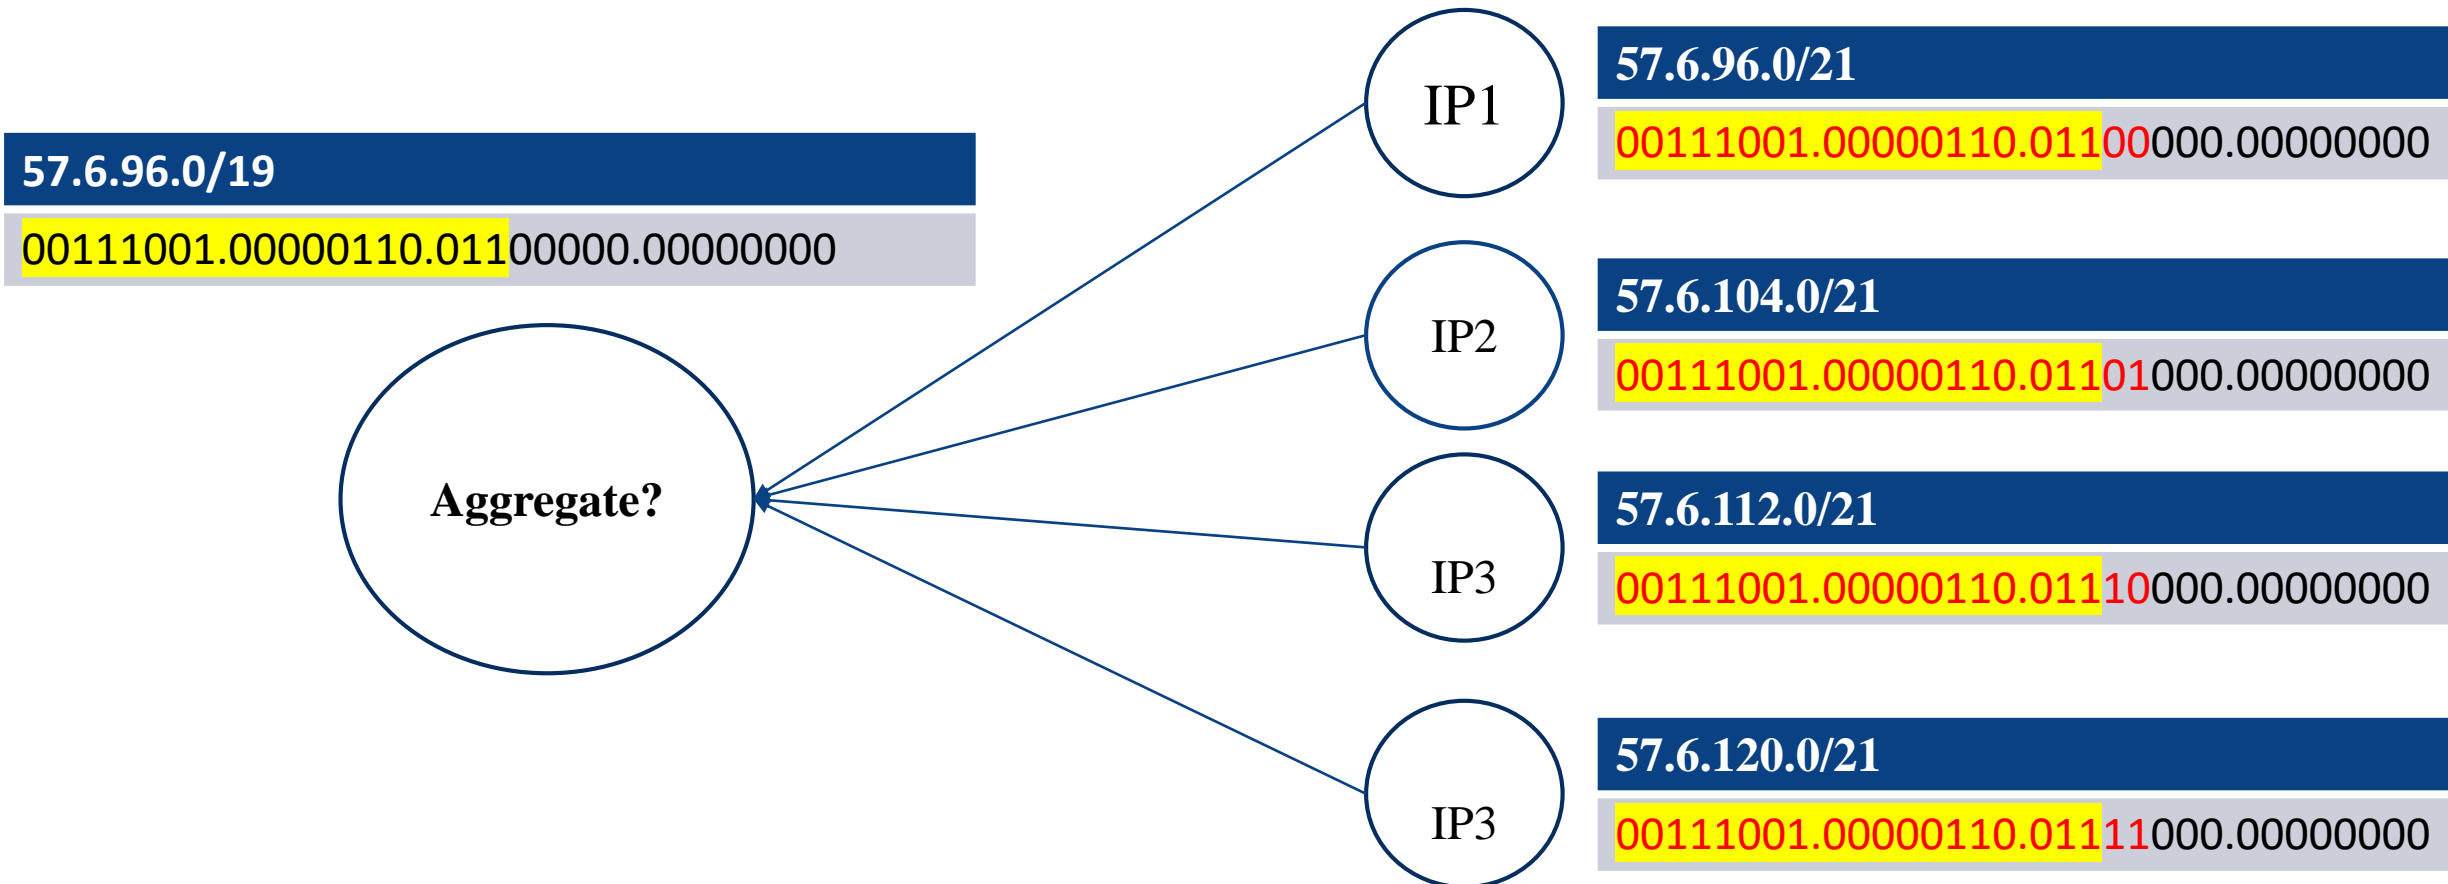 57.6.96.0/19
00111001.00000110.01100000.00000000
Aggregate?
IP1
57.6.96.0/21
00111001.00000110.01100000.00000000
IP2
57.6.104.0/21
00111001.00000110.01101000.00000000
IP3
57.6.112.0/21
00111001.00000110.01110000.00000000
IP3
57.6.120.0/21
00111001.00000110.01111000.00000000